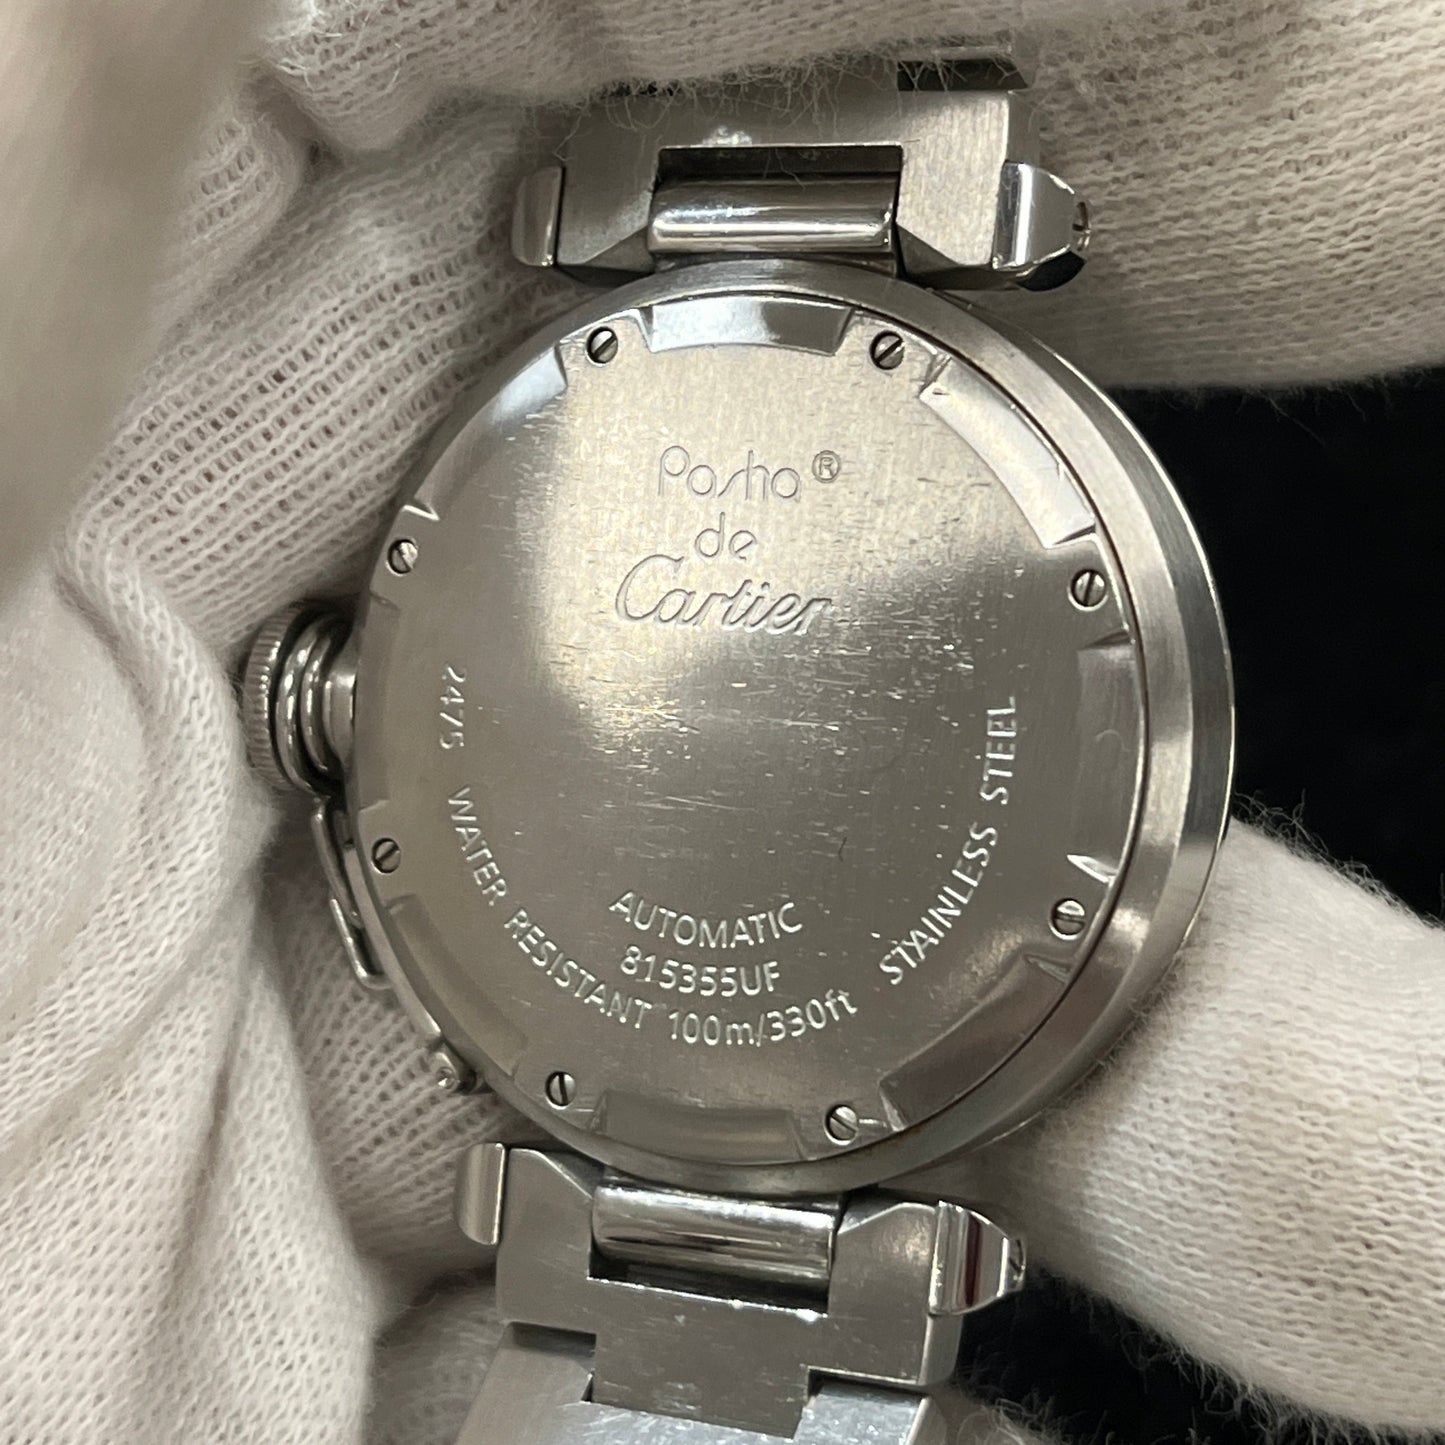 Pasha®
de
Cartier
AUTOMATIC
815355UF
2475 WATER RESISTANT 100m/330ft STAINLESS STEEL